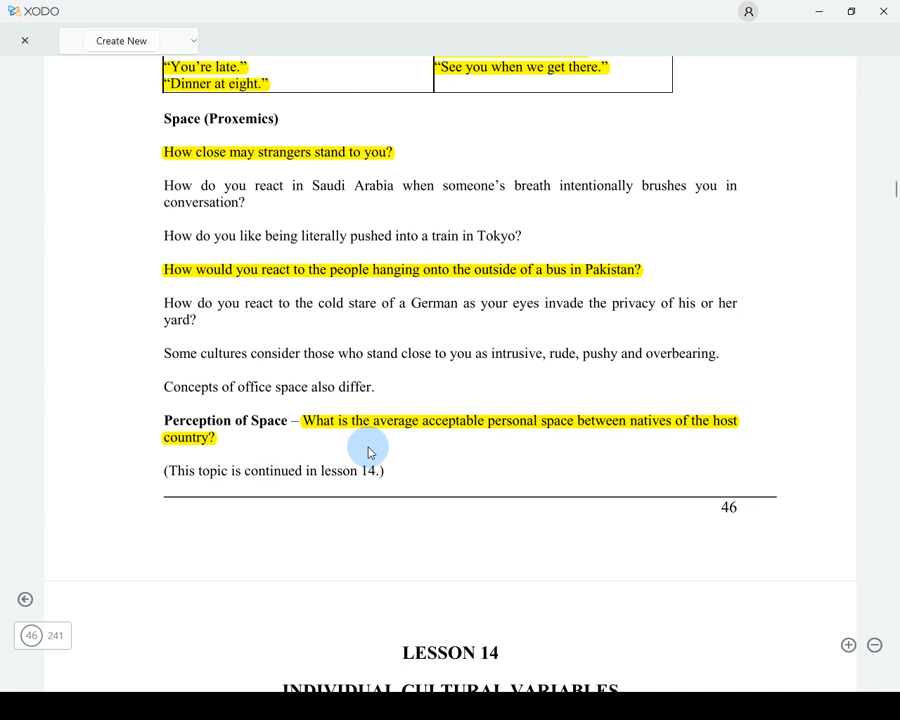 XODO
Create New
“You’re late.”
“See you when we get there.”
“Dinner at eight.”
Space (Proxemics)
How close may strangers stand to you?
How do you react in Saudi Arabia when someone’s breath intentionally brushes you in
conversation?
How do you like being literally pushed into a train in Tokyo?
How would you react to the people hanging onto the outside of a bus in Pakistan?
How do you react to the cold stare of a German as your eyes invade the privacy of his or her
yard?
Some cultures consider those who stand close to you as intrusive, rude, pushy and overbearing.
Concepts of office space also differ.
Perception of Space – What is the average acceptable personal space between natives of the host
country?
(This topic is continued in lesson 14.)
46
46 241
LESSON 14
INDIVIDUAL CULTURAL VARIABLES